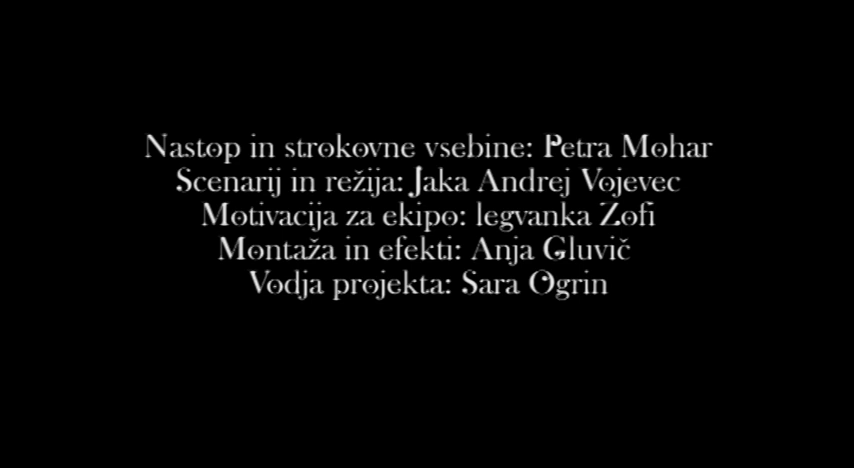 Nastop in strokovne vsebine: Petra Mohar
Scenarij in režija: Jaka Andrej Vojevec
Motivacija za ekipo: legvanka Zofi
Montaža in efekti: Anja Gluvič
Vodja projekta: Sara Ogrin